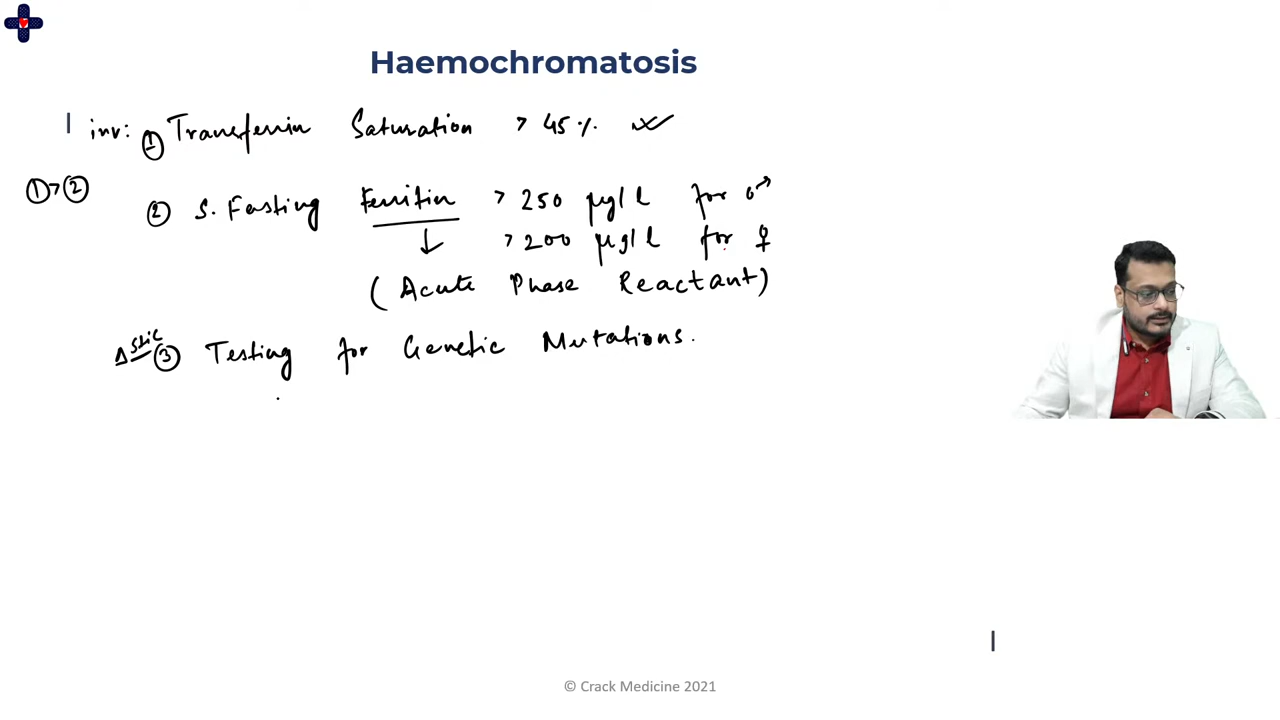 Haemochromatosis
inv: ① Transferrin Saturation > 45 %.
① > ②
② S. Fasting Ferritin > 250 μg/l for ♂
↓ > 200 μg/l for ♀
(Acute Phase Reactant)
Δstic ③ Testing for Genetic Mutations.
© Crack Medicine 2021